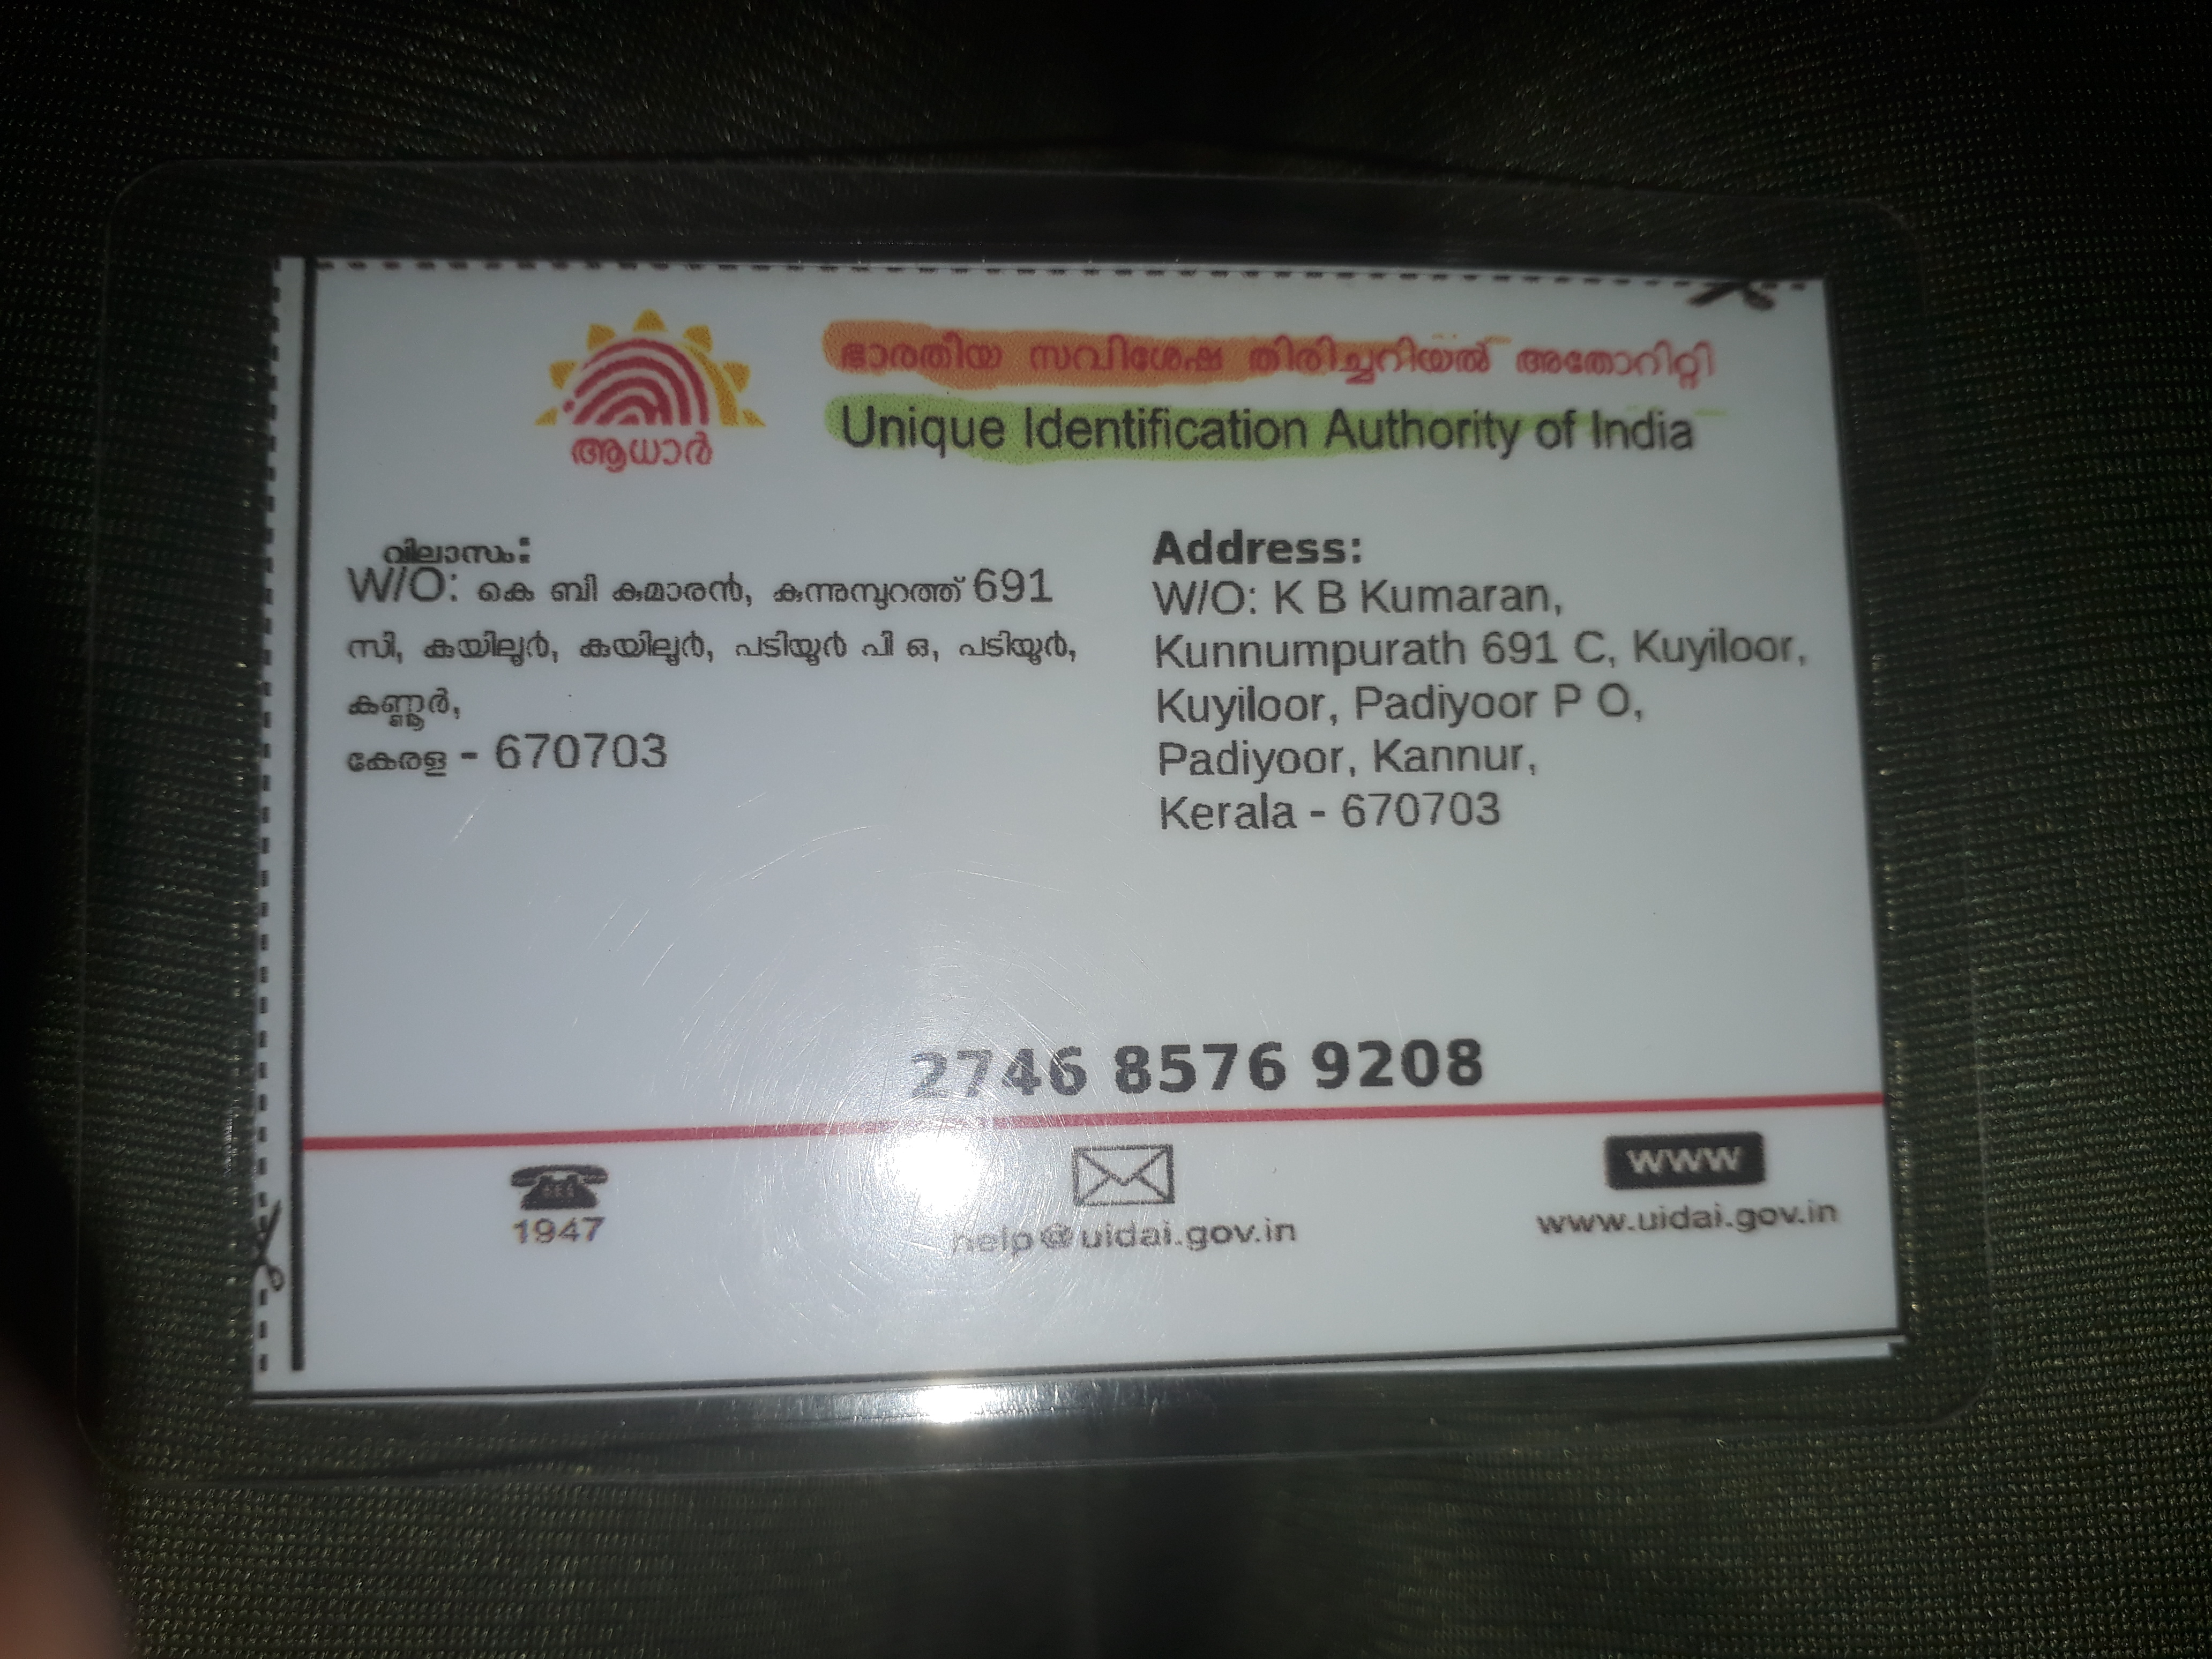 ഭാരതീയ സവിശേഷ തിരിച്ചറിയൽ അതോറിറ്റി
Unique Identification Authority of India
ആധാർ
വിലാസം:
W/O: കെ ബി കുമാരൻ, കുന്നുമ്പുറത്ത് 691
സി, കുയിലൂർ, കുയിലൂർ, പടിയൂർ പി ഒ, പടിയൂർ,
കണ്ണൂർ,
കേരള - 670703
Address:
W/O: K B Kumaran,
Kunnumpurath 691 C, Kuyiloor,
Kuyiloor, Padiyoor P O,
Padiyoor, Kannur,
Kerala - 670703
2746 8576 9208
1947
help@uidai.gov.in
WWW
www.uidai.gov.in